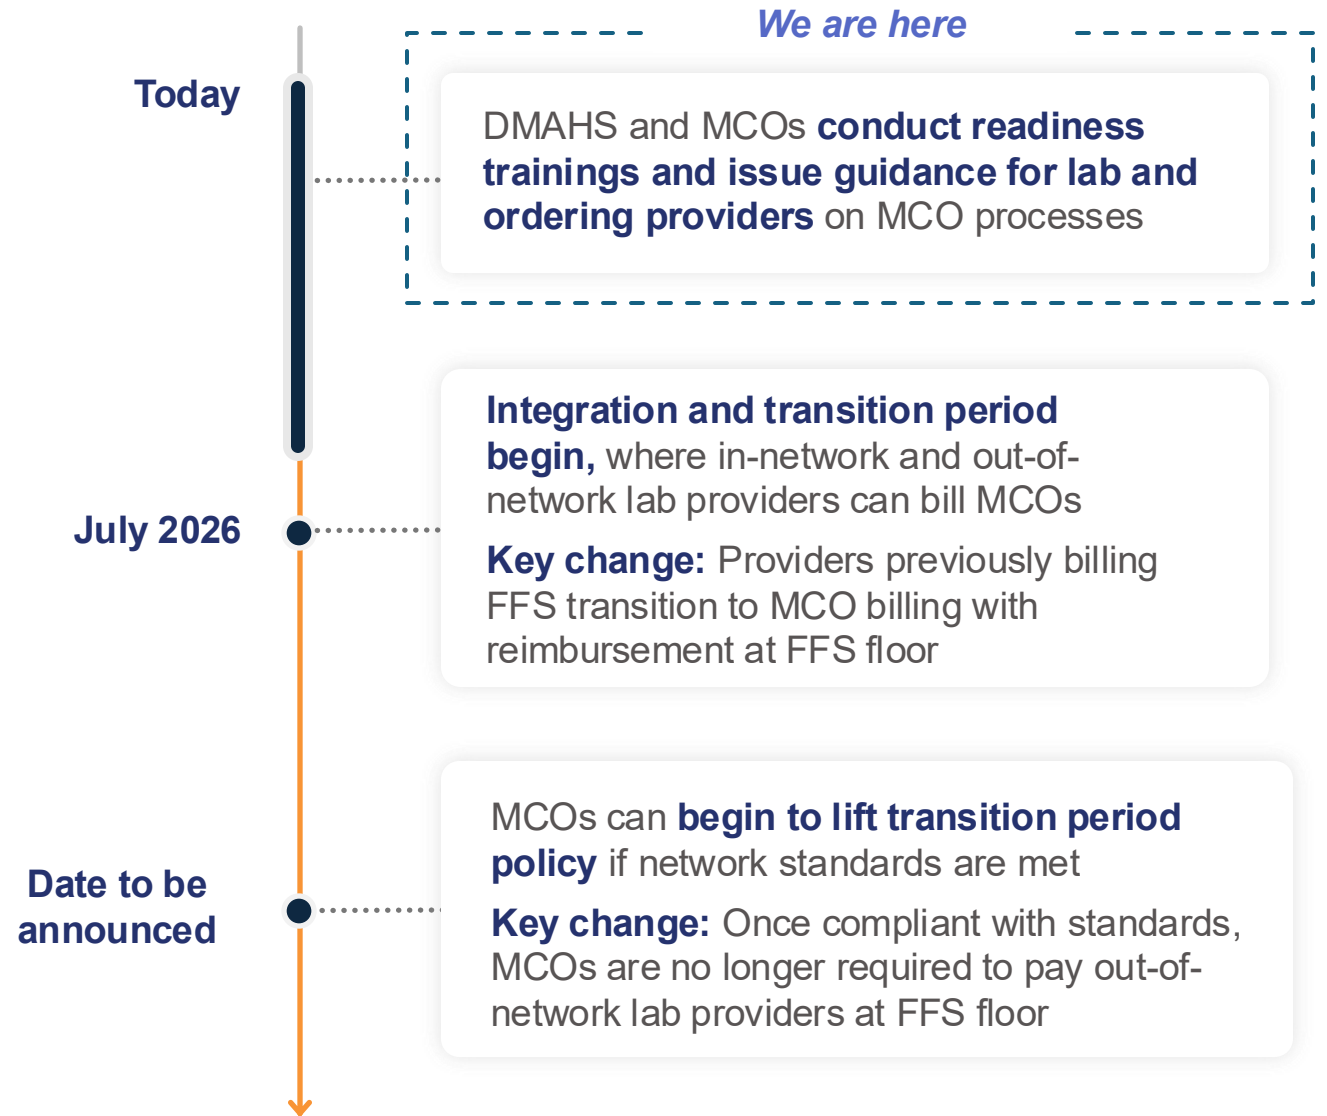 We are here
Today
DMAHS and MCOs conduct readiness
trainings and issue guidance for lab and
ordering providers on MCO processes
Integration and transition period
begin, where in-network and out-of-
network lab providers can bill MCOs
July 2026
Key change: Providers previously billing
FFS transition to MCO billing with
reimbursement at FFS floor
MCOs can begin to lift transition period
policy if network standards are met
Date to be
announced
Key change: Once compliant with standards,
MCOs are no longer required to pay out-of-
network lab providers at FFS floor